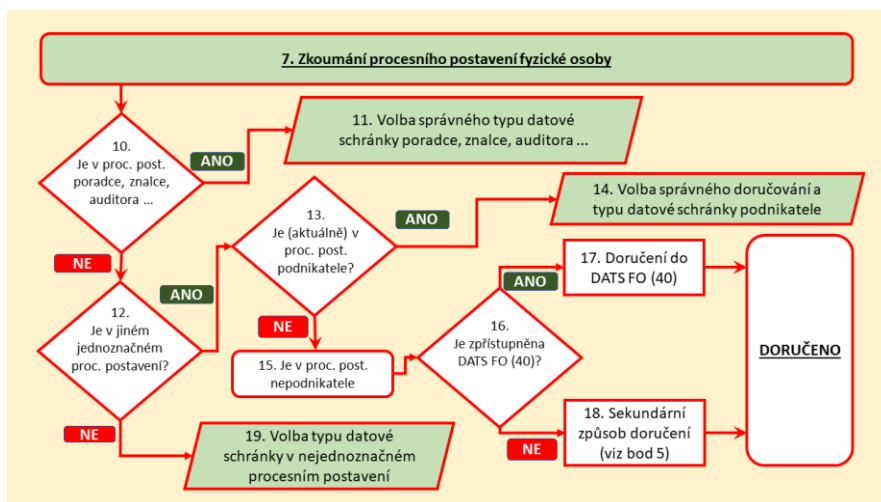 7. Zkoumání procesního postavení fyzické osoby
10.
Je v proc. post.
poradce, znalce,
auditora ...
ANO
11. Volba správného typu datové
schránky poradce, znalce, auditora ...
NE
12.
Je v jiném
jednoznačném
proc. postavení?
ANO
13.
Je (aktuálně) v
proc. post.
podnikatele?
ANO
14. Volba správného doručování a
typu datové schránky podnikatele
NE
15. Je v proc. post.
nepodnikatele
16.
Je zpřístupněna
DATS FO (40)?
ANO
17. Doručení do
DATS FO (40)
NE
18. Sekundární
způsob doručení
(viz bod 5)
DORUČENO
NE
19. Volba typu datové
schránky v nejednoznačném
procesním postavení